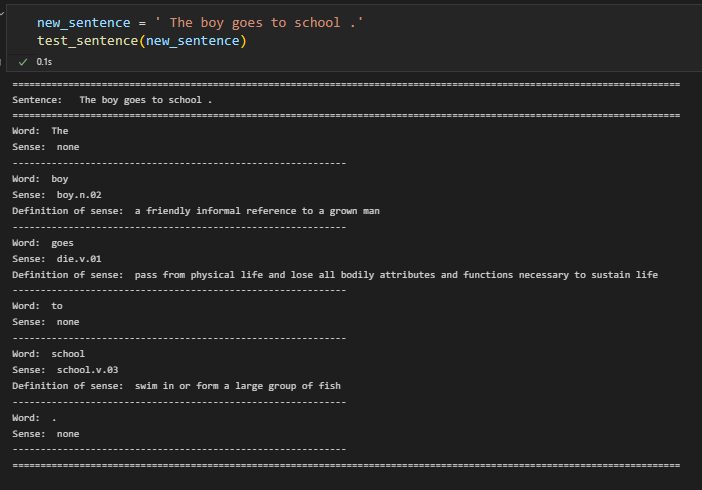 new_sentence = ' The boy goes to school .'
test_sentence(new_sentence)
✓ 0.1s
========================================================================================================================
Sentence:   The boy goes to school .
========================================================================================================================
Word:  The
Sense:  none
------------------------------------------------------------
Word:  boy
Sense:  boy.n.02
Definition of sense:  a friendly informal reference to a grown man
------------------------------------------------------------
Word:  goes
Sense:  die.v.01
Definition of sense:  pass from physical life and lose all bodily attributes and functions necessary to sustain life
------------------------------------------------------------
Word:  to
Sense:  none
------------------------------------------------------------
Word:  school
Sense:  school.v.03
Definition of sense:  swim in or form a large group of fish
------------------------------------------------------------
Word:  .
Sense:  none
------------------------------------------------------------
========================================================================================================================